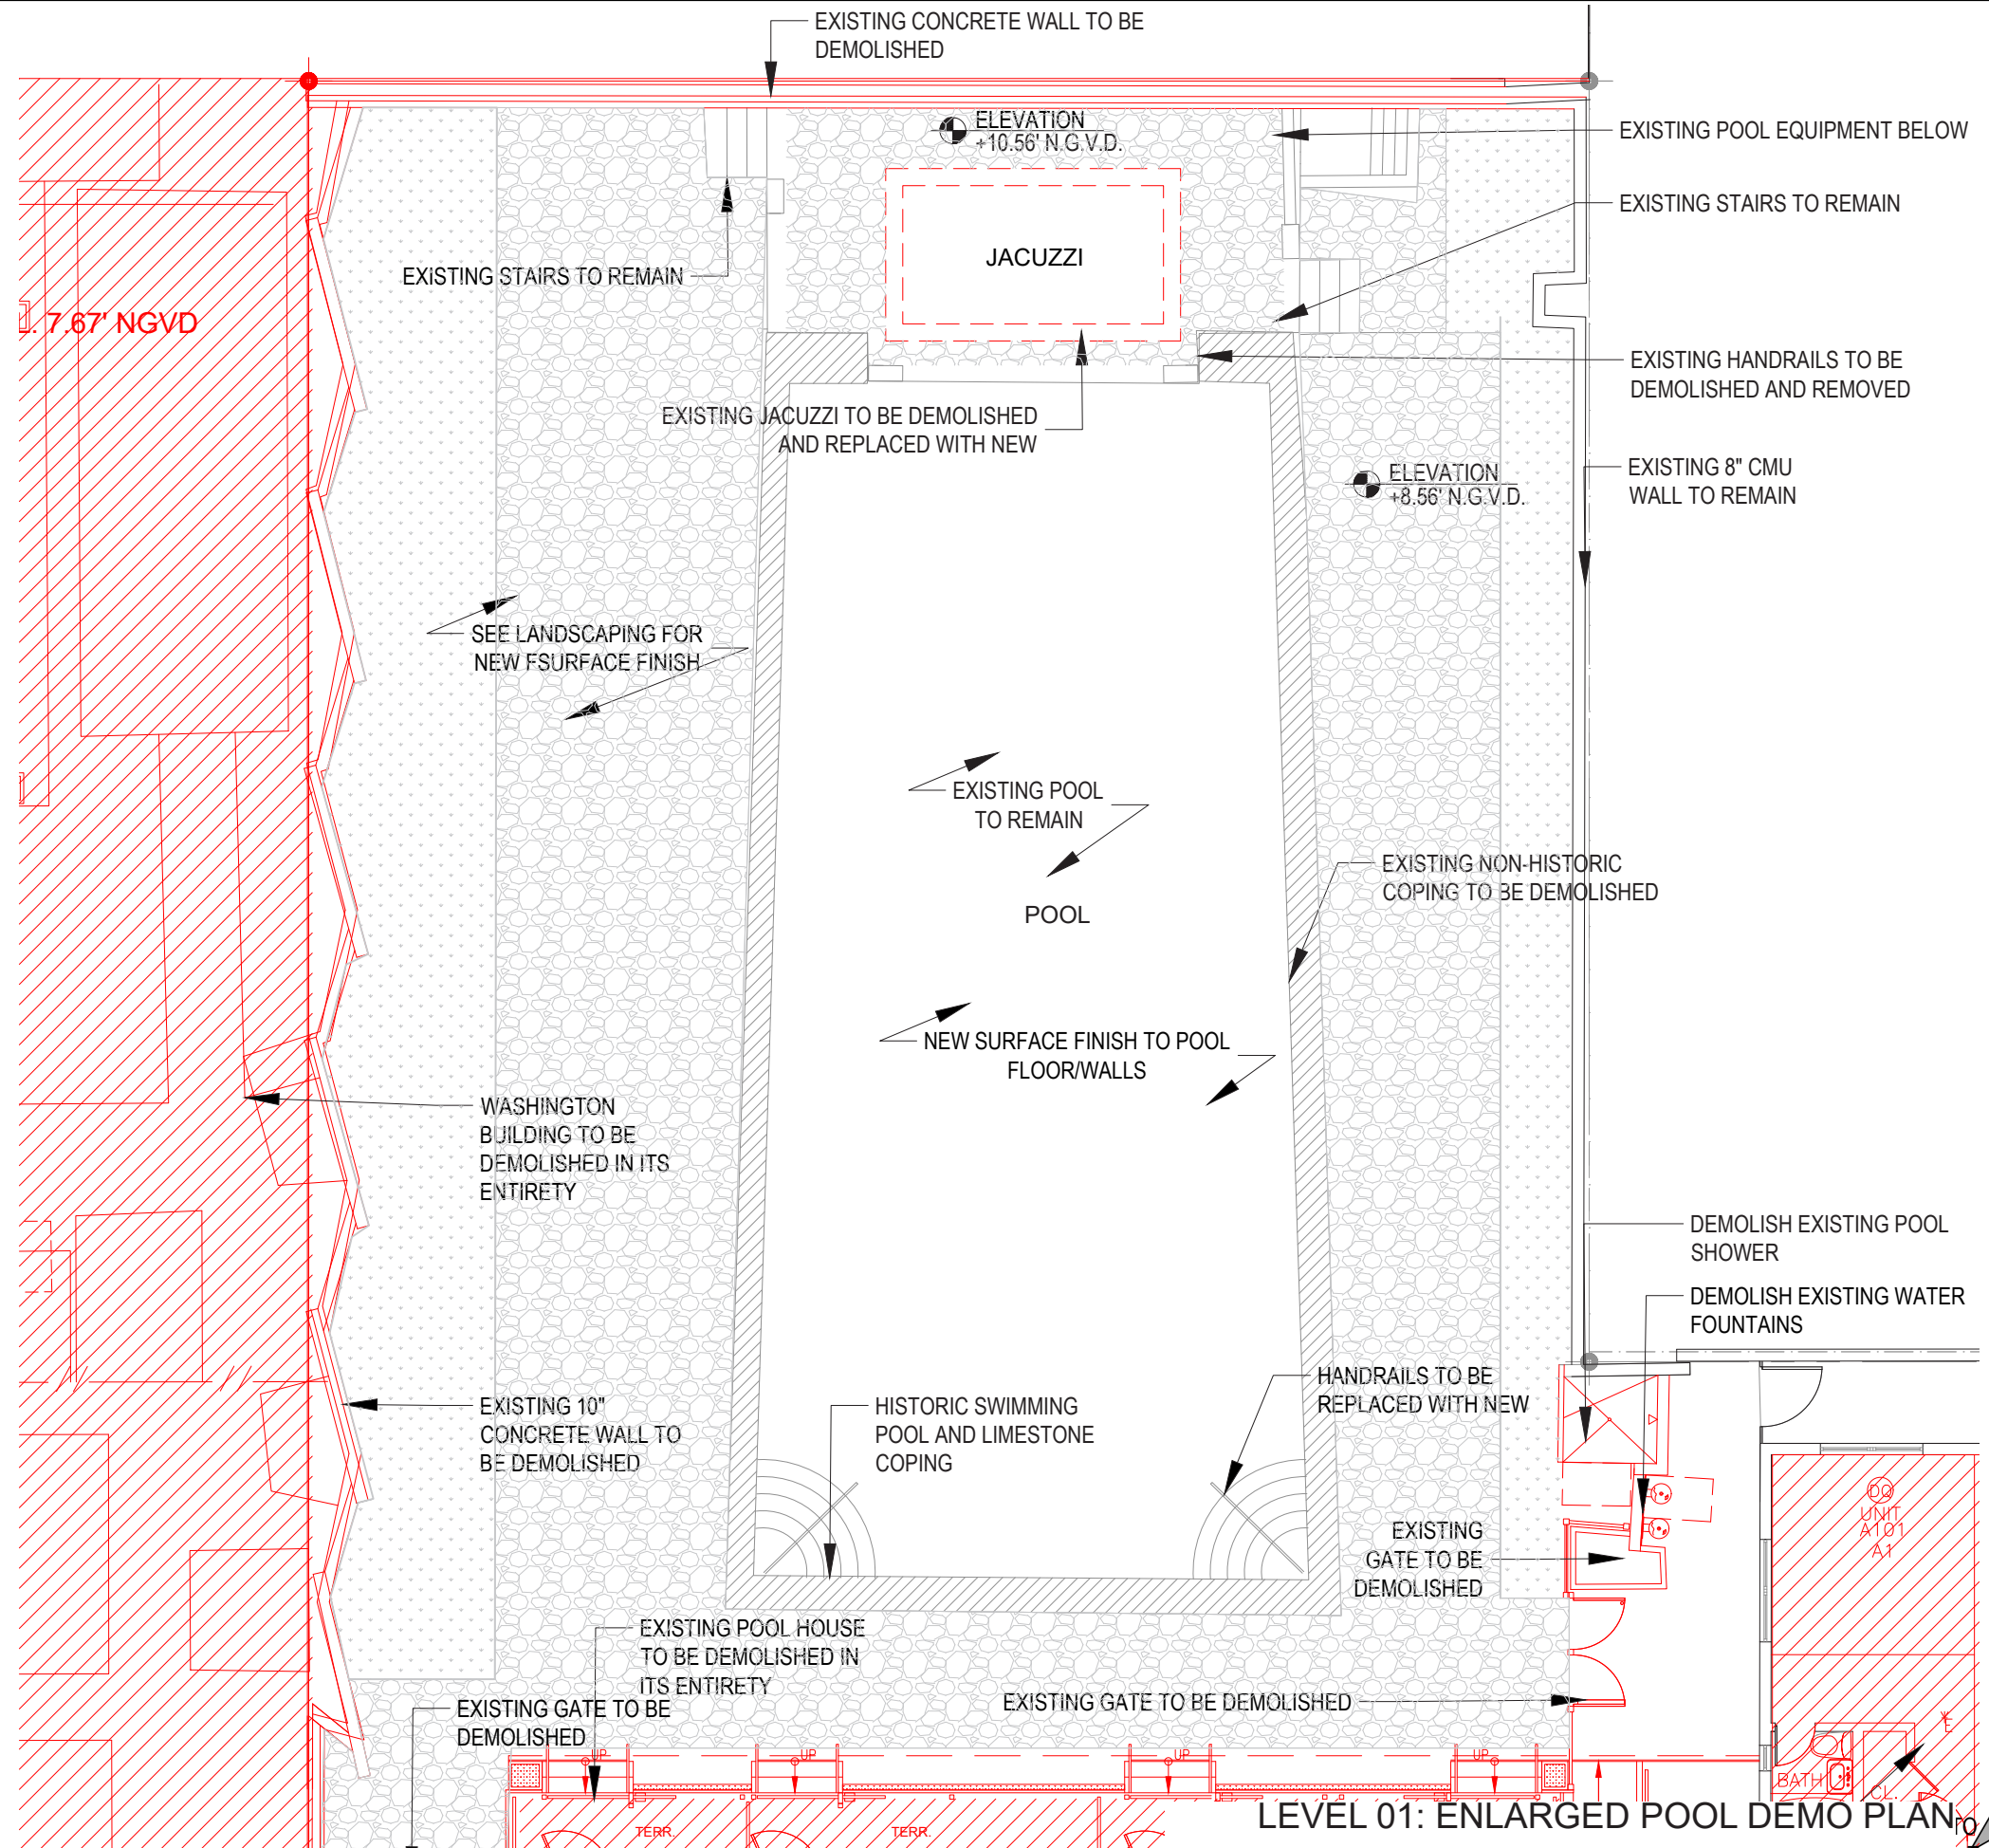 EXISTING CONCRETE WALL TO BE
DEMOLISHED
ELEVATION
+10.56' N.G.V.D.
EXISTING POOL EQUIPMENT BELOW
EXISTING STAIRS TO REMAIN
JACUZZI
EXISTING STAIRS TO REMAIN
7.67' NGVD
EXISTING HANDRAILS TO BE
DEMOLISHED AND REMOVED
EXISTING JACUZZI TO BE DEMOLISHED
AND REPLACED WITH NEW
ELEVATION
+8.56' N.G.V.D.
EXISTING 8" CMU
WALL TO REMAIN
SEE LANDSCAPING FOR
NEW FSURFACE FINISH
EXISTING POOL
TO REMAIN
EXISTING NON-HISTORIC
COPING TO BE DEMOLISHED
POOL
NEW SURFACE FINISH TO POOL
FLOOR/WALLS
WASHINGTON
BUILDING TO BE
DEMOLISHED IN ITS
ENTIRETY
DEMOLISH EXISTING POOL
SHOWER
DEMOLISH EXISTING WATER
FOUNTAINS
HANDRAILS TO BE
REPLACED WITH NEW
EXISTING 10"
CONCRETE WALL TO
BE DEMOLISHED
HISTORIC SWIMMING
POOL AND LIMESTONE
COPING
EXISTING
GATE TO BE
DEMOLISHED
DQ
UNIT
A101
A1
EXISTING POOL HOUSE
TO BE DEMOLISHED IN
ITS ENTIRETY
EXISTING GATE TO BE
DEMOLISHED
EXISTING GATE TO BE DEMOLISHED
UP
UP
UP
UP
BATH
CL.
TERR.
TERR.
LEVEL 01: ENLARGED POOL DEMO PLAN